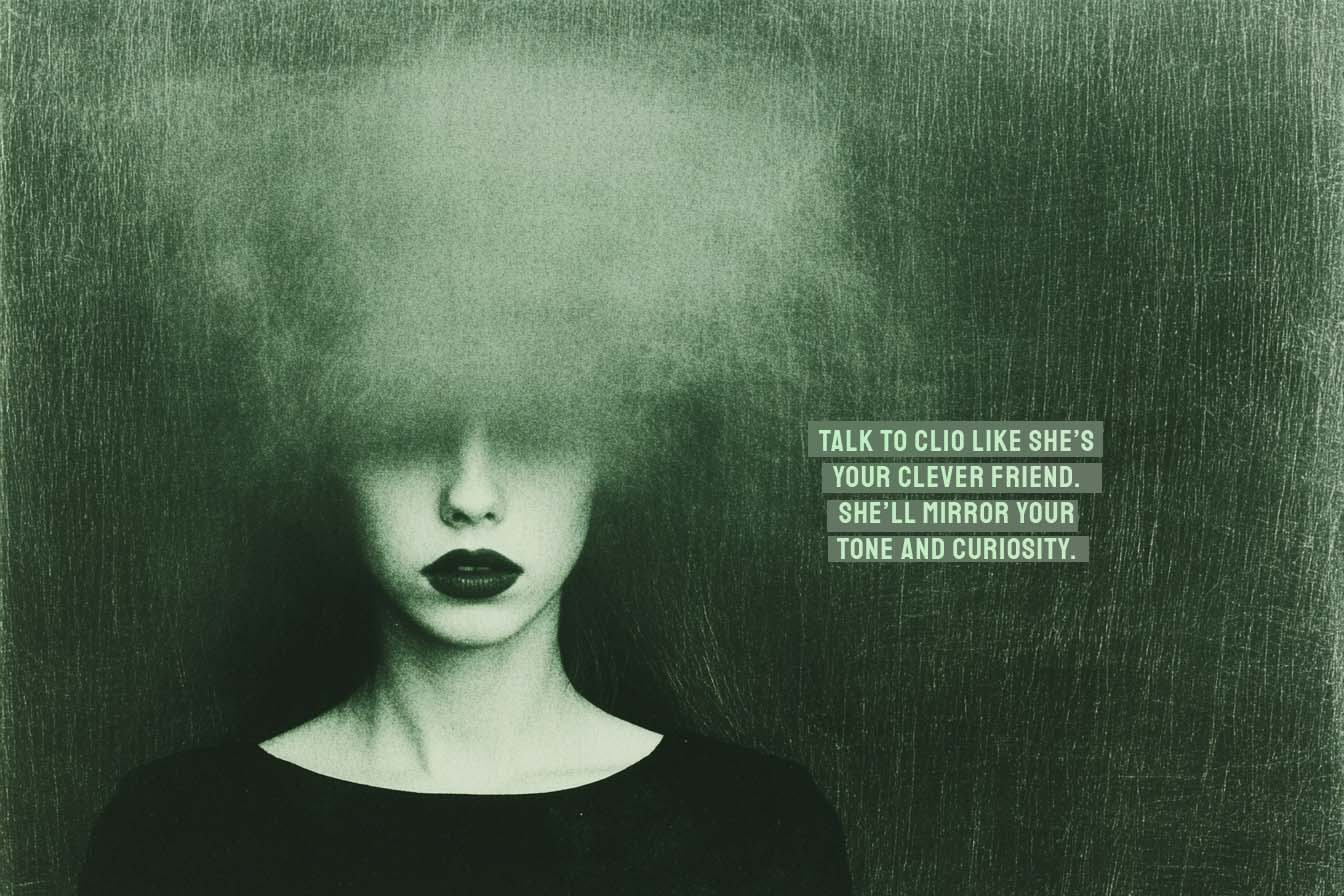 TALK TO CLIO LIKE SHE’S
YOUR CLEVER FRIEND.
SHE’LL MIRROR YOUR
TONE AND CURIOSITY.